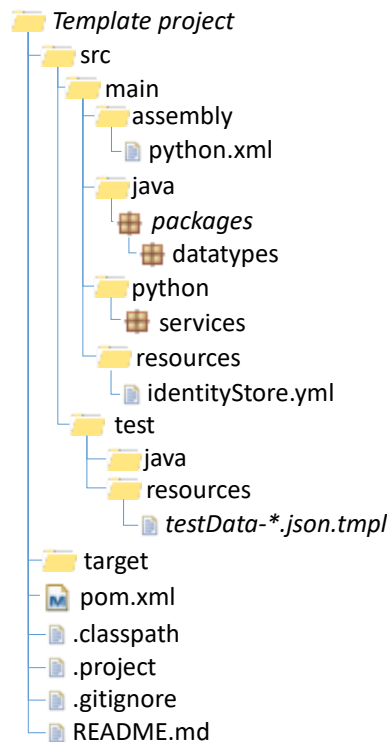 Template project
src
main
assembly
python.xml
java
packages
datatypes
python
services
resources
identityStore.yml
test
java
resources
testData-*.json.tmpl
target
M pom.xml
.classpath
.project
.gitignore
README.md